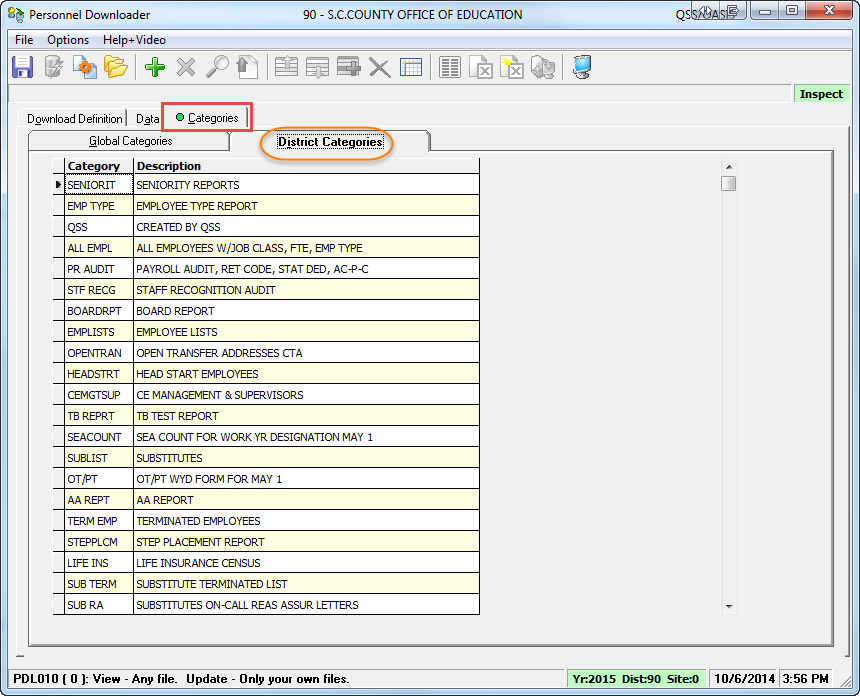 Personnel Downloader 90 - S.C.COUNTY OFFICE OF EDUCATION QSS/OASIS
File Options Help+Video
Inspect
Download Definition Data Categories
Global Categories District Categories
Category Description
SENIORIT SENIORITY REPORTS
EMP TYPE EMPLOYEE TYPE REPORT
QSS CREATED BY QSS
ALL EMPL ALL EMPLOYEES W/JOB CLASS, FTE, EMP TYPE
PR AUDIT PAYROLL AUDIT, RET CODE, STAT DED, AC-P-C
STF RECG STAFF RECOGNITION AUDIT
BOARDRPT BOARD REPORT
EMPLISTS EMPLOYEE LISTS
OPENTRAN OPEN TRANSFER ADDRESSES CTA
HEADSTRT HEAD START EMPLOYEES
CEMGTSUP CE MANAGEMENT & SUPERVISORS
TB REPRT TB TEST REPORT
SEACOUNT SEA COUNT FOR WORK YR DESIGNATION MAY 1
SUBLIST SUBSTITUTES
OT/PT OT/PT WYD FORM FOR MAY 1
AA REPT AA REPORT
TERM EMP TERMINATED EMPLOYEES
STEPPLCM STEP PLACEMENT REPORT
LIFE INS LIFE INSURANCE CENSUS
SUB TERM SUBSTITUTE TERMINATED LIST
SUB RA SUBSTITUTES ON-CALL REAS ASSUR LETTERS
PDL010 ( 0 ): View - Any file. Update - Only your own files. Yr:2015 Dist:90 Site:0 10/6/2014 3:56 PM